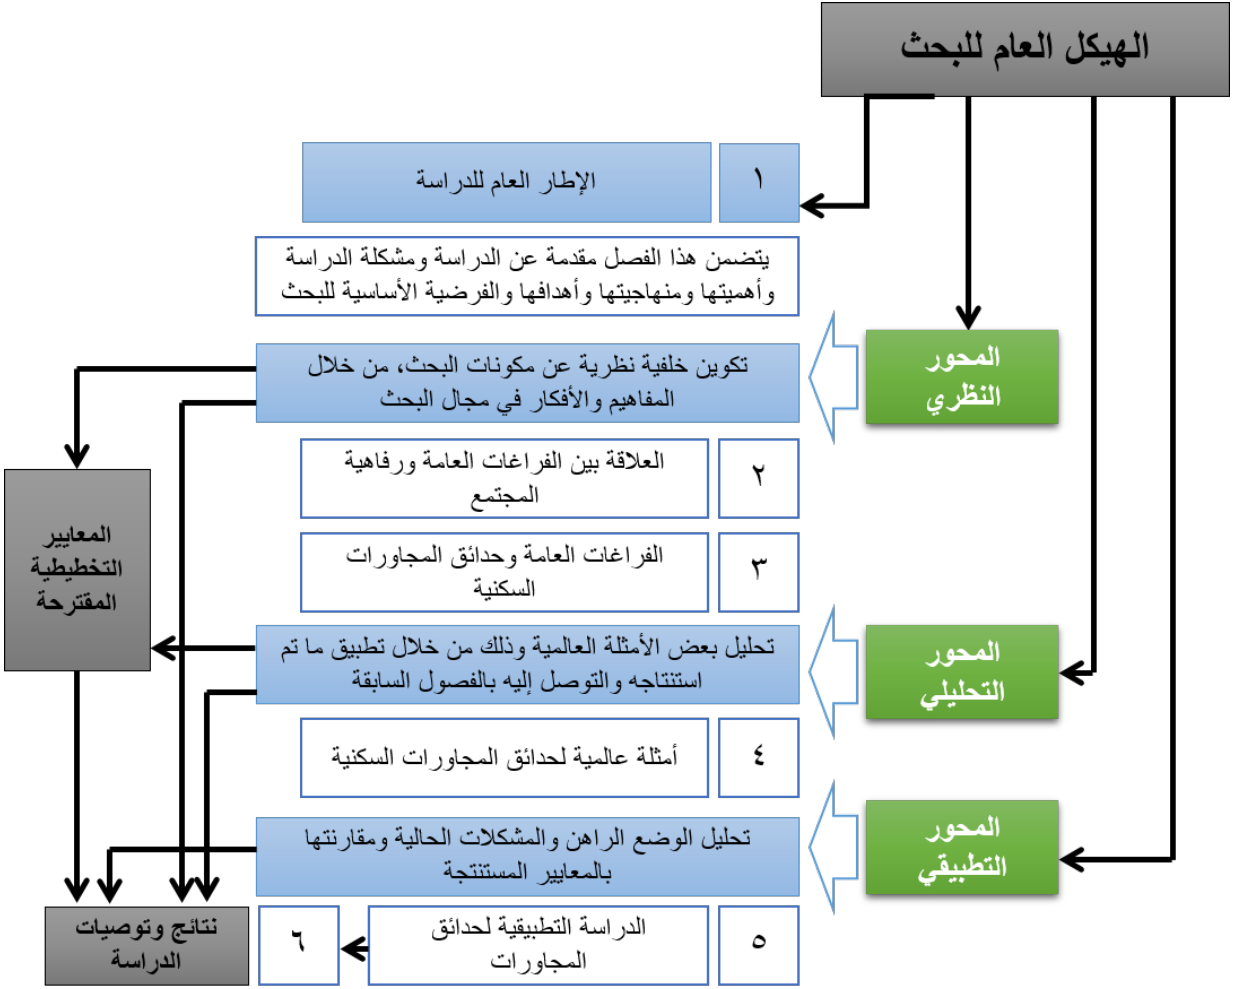 الهيكل العام للبحث
١
الإطار العام للدراسة
يتضمن هذا الفصل مقدمة عن الدراسة ومشكلة الدراسة
وأهميتها ومنهاجيتها وأهدافها والفرضية الأساسية للبحث
المحور
النظري
تكوين خلفية نظرية عن مكونات البحث، من خلال
المفاهيم والأفكار في مجال البحث
٢
العلاقة بين الفراغات العامة ورفاهية
المجتمع
٣
الفراغات العامة وحدائق المجاورات
السكنية
المعايير
التخطيطية
المقترحة
المحور
التحليلي
تحليل بعض الأمثلة العالمية وذلك من خلال تطبيق ما تم
استنتاجه والتوصل إليه بالفصول السابقة
٤
أمثلة عالمية لحدائق المجاورات السكنية
المحور
التطبيقي
تحليل الوضع الراهن والمشكلات الحالية ومقارنتها
بالمعايير المستنتجة
٥
الدراسة التطبيقية لحدائق
المجاورات
٦
نتائج وتوصيات
الدراسة